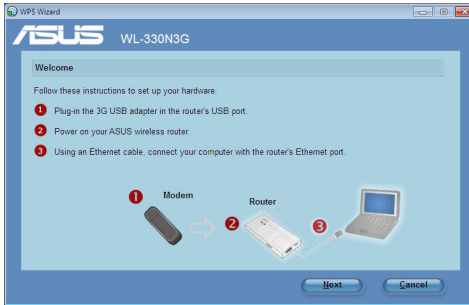 WPS Wizard
ASUS WL-330N3G
Welcome
Follow these instructions to set up your hardware.
1 Plug-in the 3G USB adapter in the router's USB port.
2 Power on your ASUS wireless router.
3 Using an Ethernet cable, connect your computer with the router's Ethernet port.
1 Modem
2 Router
3
Next Cancel